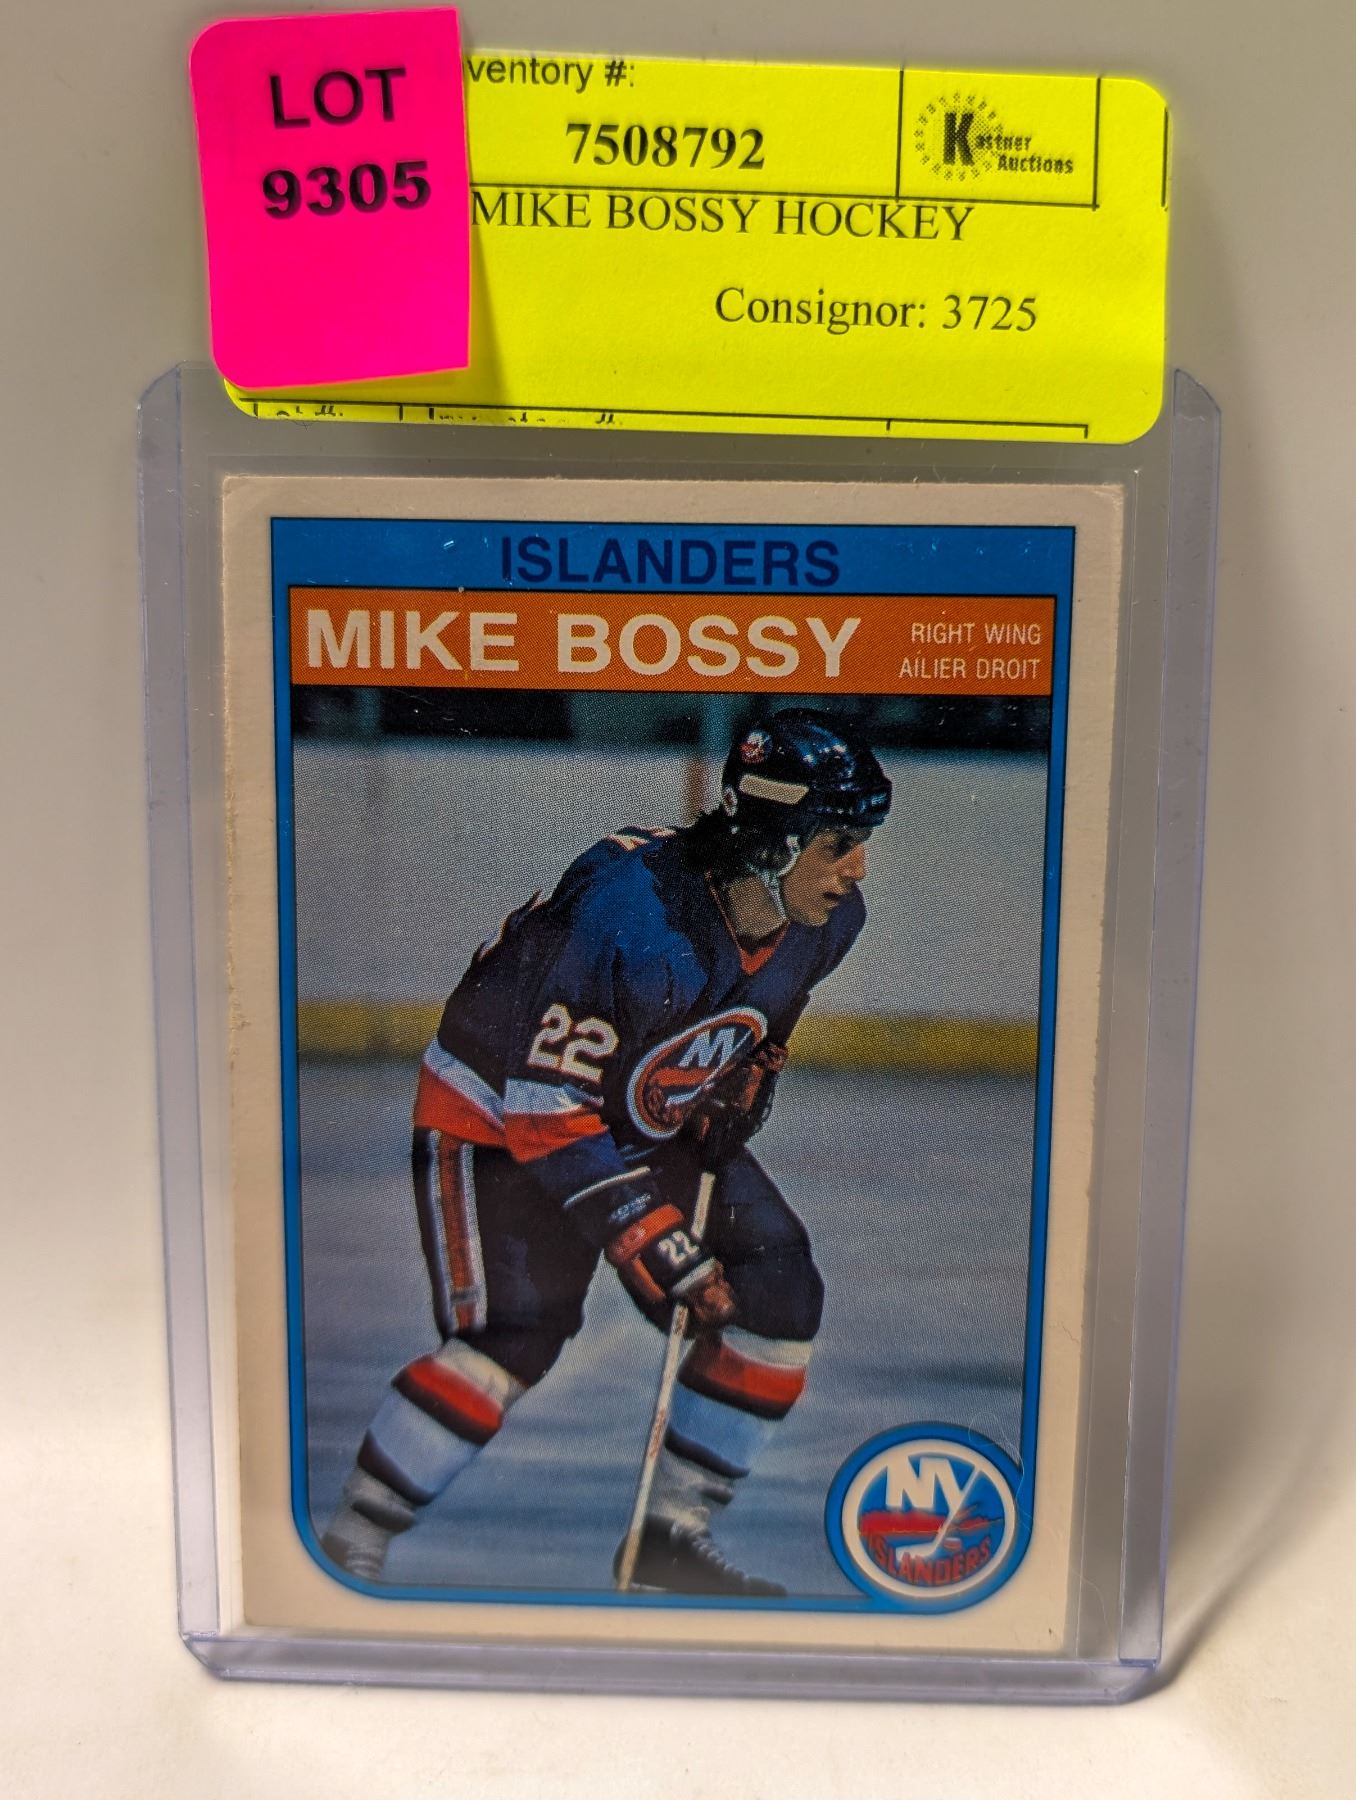 LOT
9305
ventory #:
7508792
Kastner
Auctions
MIKE BOSSY HOCKEY
Consignor: 3725
ISLANDERS
MIKE BOSSY
RIGHT WING
AILIER DROIT
22
NY
22
NY
ISLANDERS